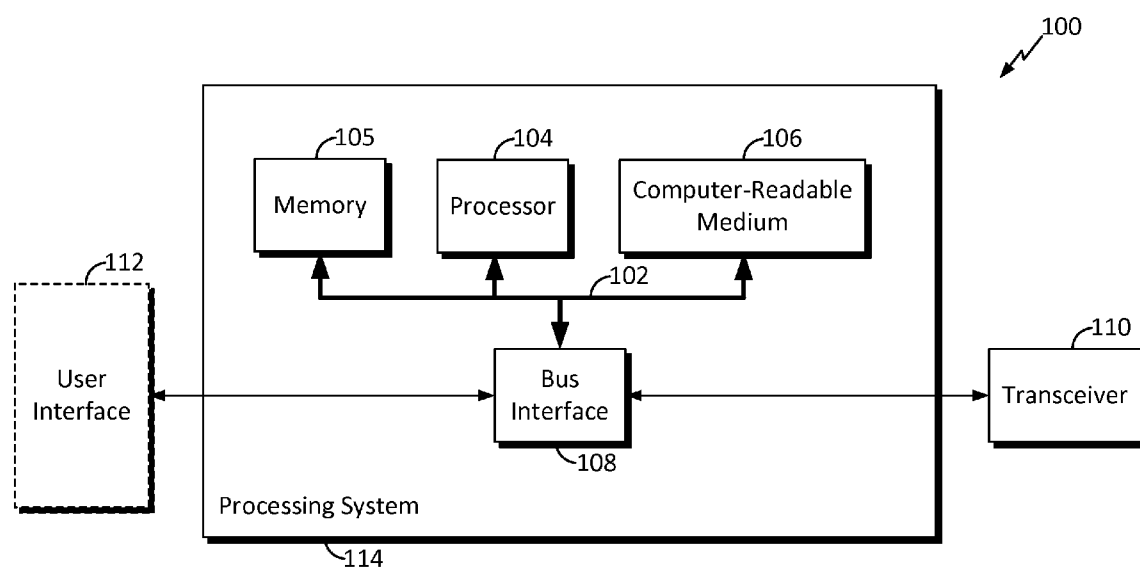 100
105
104
106
Memory
Processor
Computer-Readable
Medium
102
112
110
User
Interface
Bus
Interface
Transceiver
108
Processing System
114